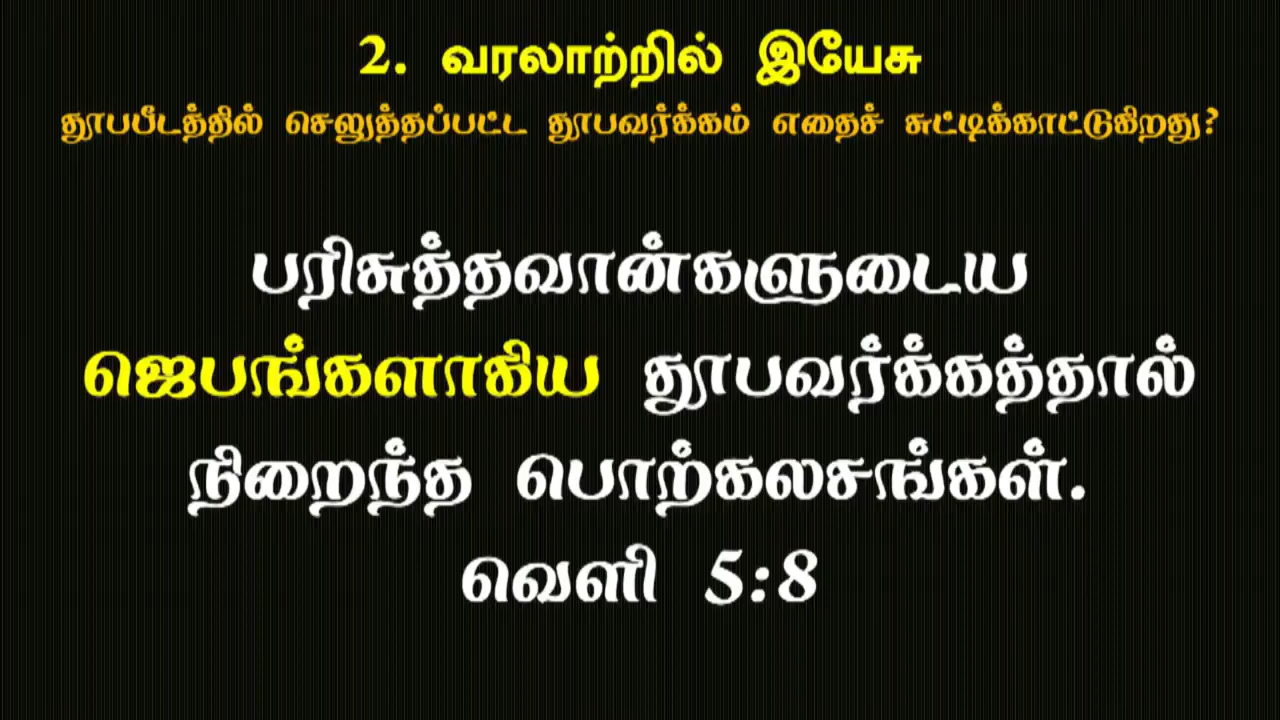 2. வரலாற்றில் இயேசு
தூபபீடத்தில் செலுத்தப்பட்ட தூபவர்க்கம் எதைச் சுட்டிக்காட்டுகிறது?
பரிசுத்தவான்களுடைய
ஜெபங்களாகிய தூபவர்க்கத்தால்
நிறைந்த பொற்கலசங்கள்.
வெளி 5:8